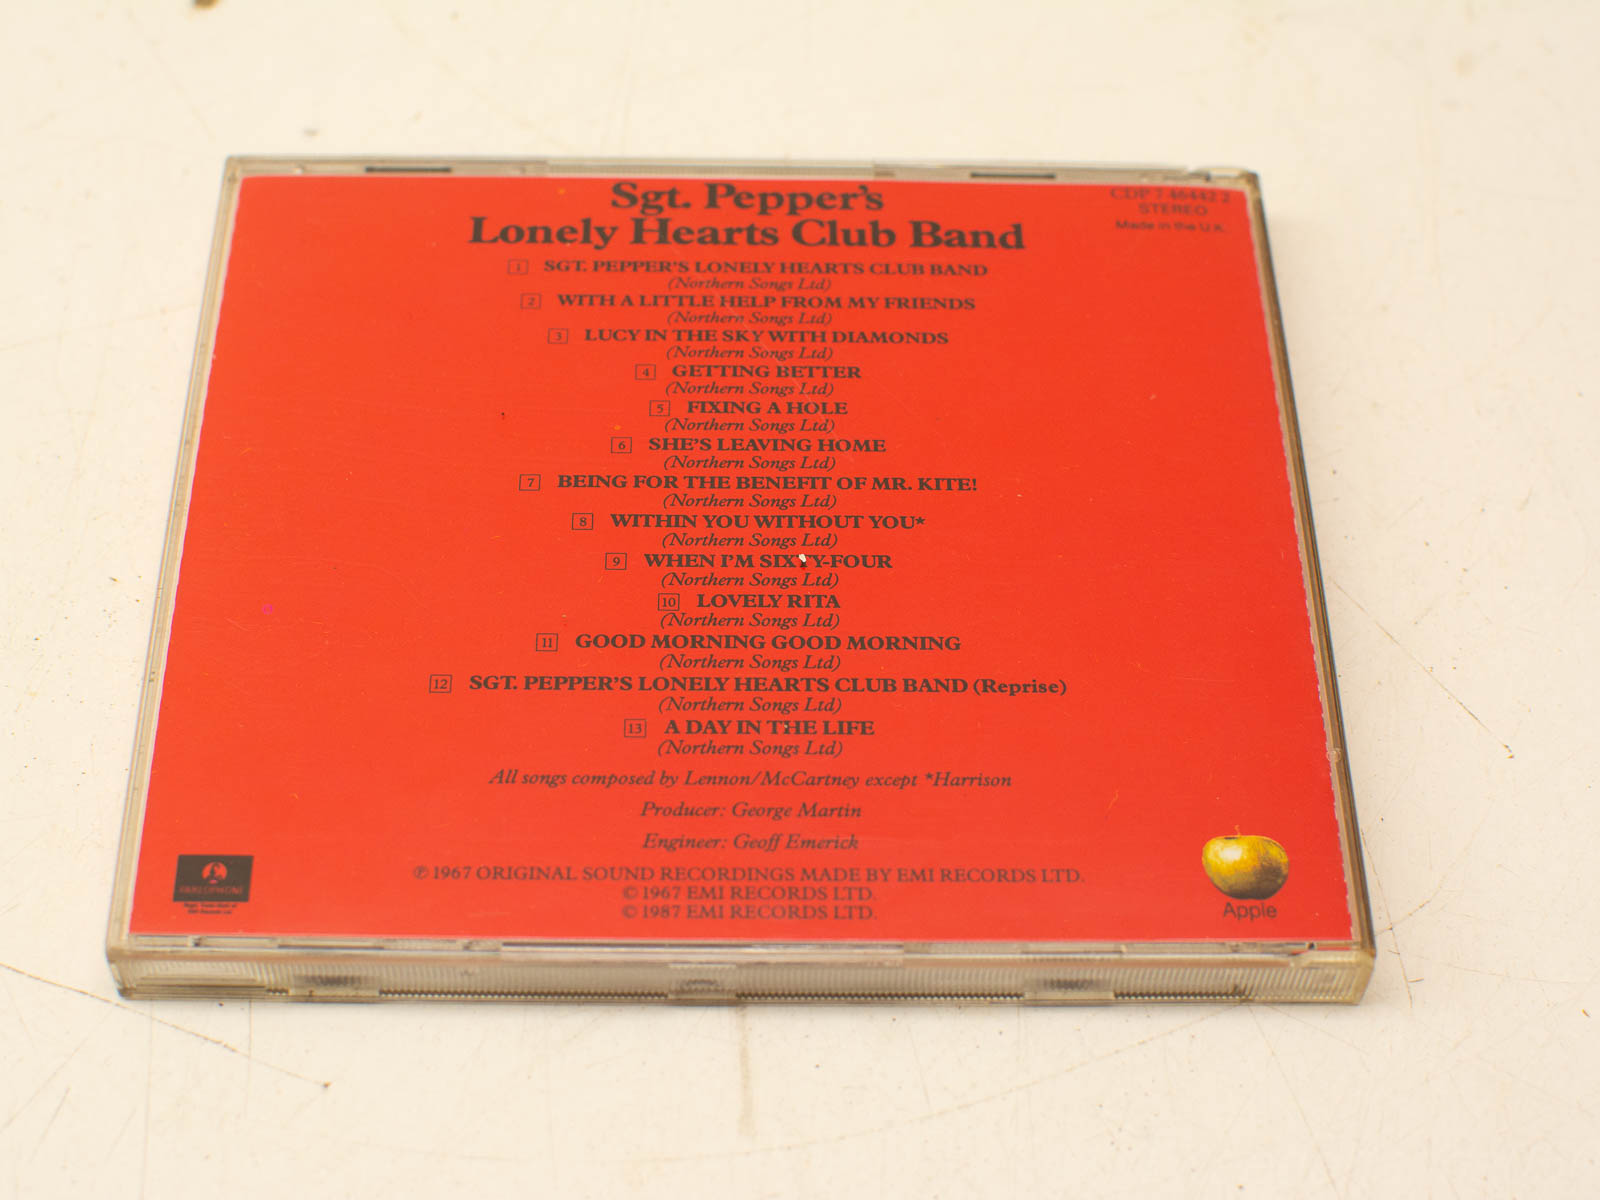 Sgt. Pepper's
Lonely Hearts Club Band
CDP 7 46442 2
STEREO
Made in the U.K.
1 SGT. PEPPER'S LONELY HEARTS CLUB BAND
(Northern Songs Ltd)
2 WITH A LITTLE HELP FROM MY FRIENDS
(Northern Songs Ltd)
3 LUCY IN THE SKY WITH DIAMONDS
(Northern Songs Ltd)
4 GETTING BETTER
(Northern Songs Ltd)
5 FIXING A HOLE
(Northern Songs Ltd)
6 SHE'S LEAVING HOME
(Northern Songs Ltd)
7 BEING FOR THE BENEFIT OF MR. KITE!
(Northern Songs Ltd)
8 WITHIN YOU WITHOUT YOU*
(Northern Songs Ltd)
9 WHEN I'M SIXTY-FOUR
(Northern Songs Ltd)
10 LOVELY RITA
(Northern Songs Ltd)
11 GOOD MORNING GOOD MORNING
(Northern Songs Ltd)
12 SGT. PEPPER'S LONELY HEARTS CLUB BAND (Reprise)
(Northern Songs Ltd)
13 A DAY IN THE LIFE
(Northern Songs Ltd)
All songs composed by Lennon/McCartney except *Harrison
Producer: George Martin
Engineer: Geoff Emerick
℗ 1967 ORIGINAL SOUND RECORDINGS MADE BY EMI RECORDS LTD.
© 1967 EMI RECORDS LTD.
© 1987 EMI RECORDS LTD.
PARLOPHONE
Apple